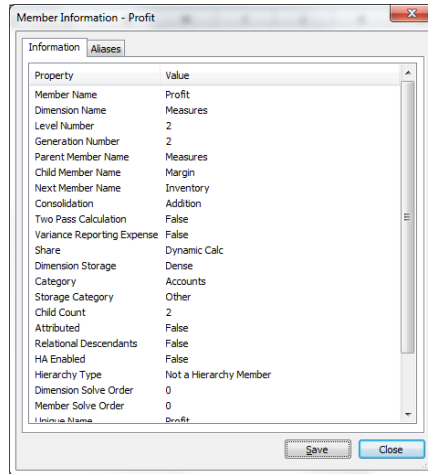 Member Information - Profit
Information Aliases
Property Value
Member Name Profit
Dimension Name Measures
Level Number 2
Generation Number 2
Parent Member Name Measures
Child Member Name Margin
Next Member Name Inventory
Consolidation Addition
Two Pass Calculation False
Variance Reporting Expense False
Share Dynamic Calc
Dimension Storage Dense
Category Accounts
Storage Category Other
Child Count 2
Attributed False
Relational Descendants False
HA Enabled False
Hierarchy Type Not a Hierarchy Member
Dimension Solve Order 0
Member Solve Order 0
Unique Name Profit
Save Close